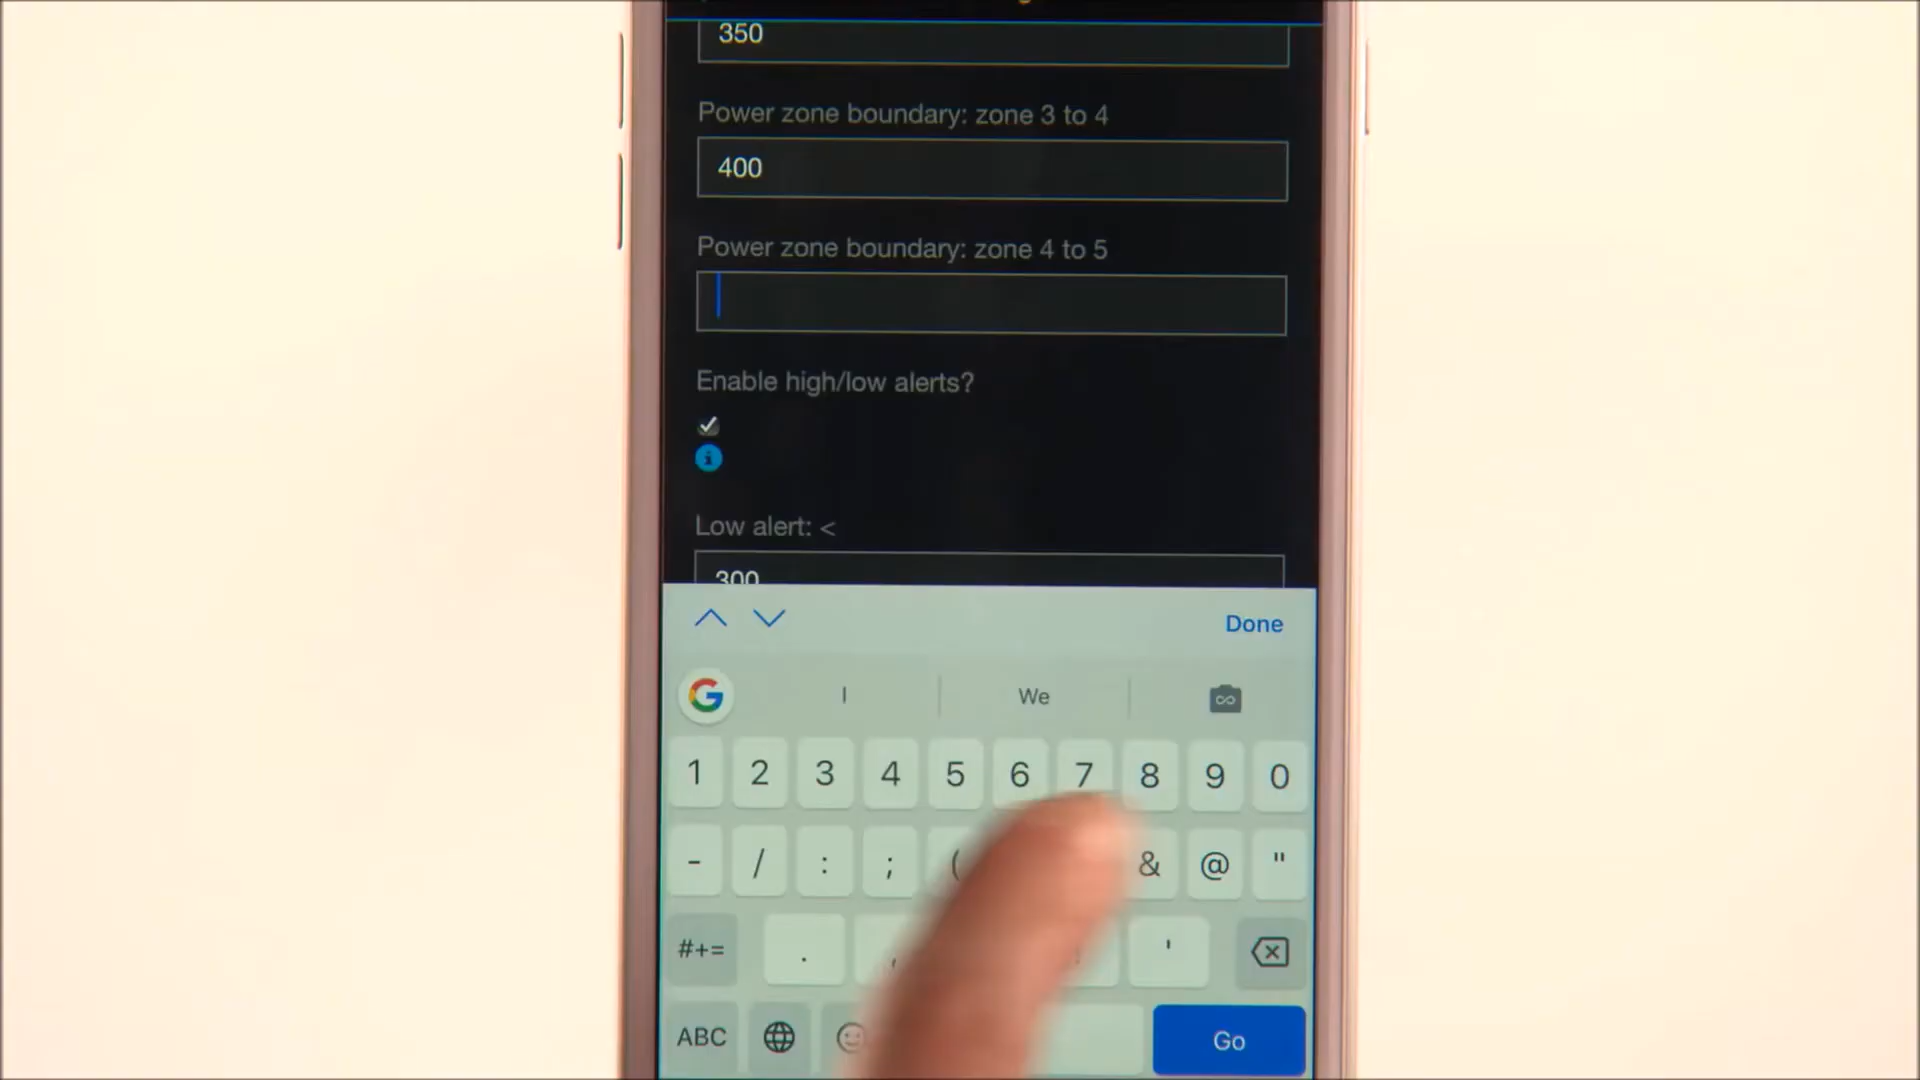 350
Power zone boundary: zone 3 to 4
400
Power zone boundary: zone 4 to 5
Enable high/low alerts?
Low alert: <
300
Done
I We
1 2 3 4 5 6 7 8 9 0
- / : ; ( & @ "
#+= . , '
ABC Go